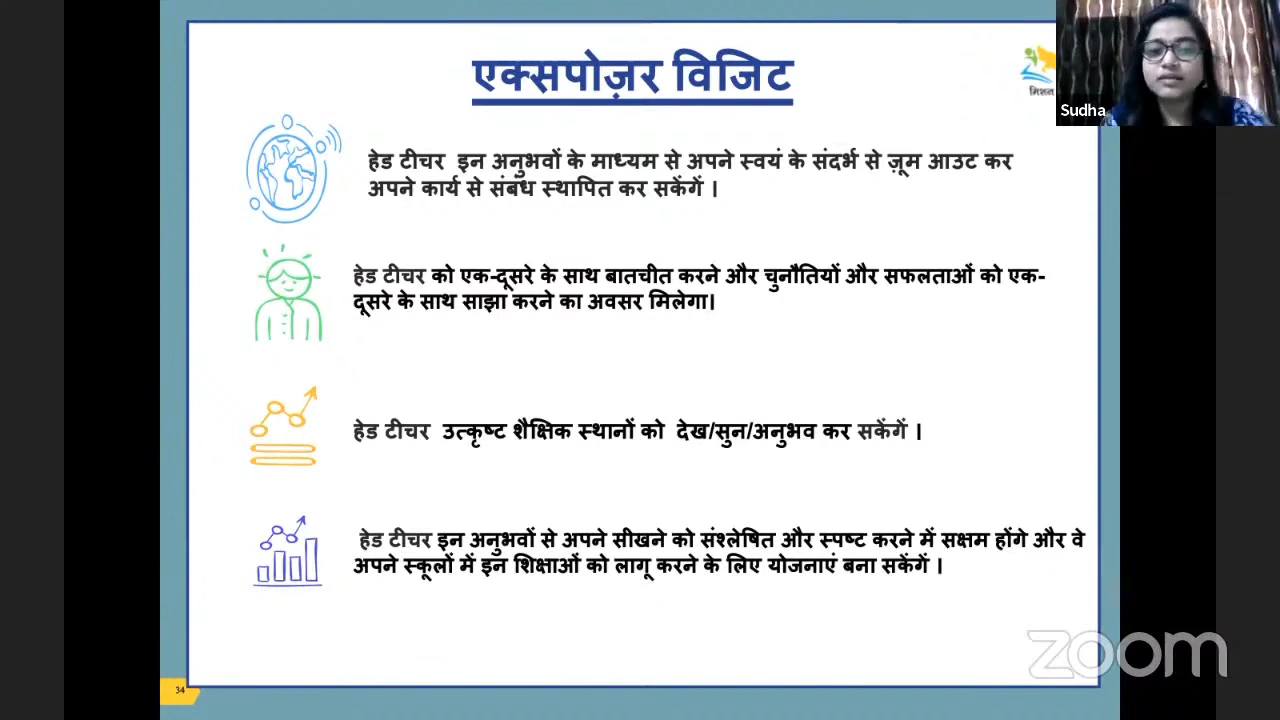 एक्सपोज़र विजिट
मिशन
Sudha
हेड टीचर इन अनुभवों के माध्यम से अपने स्वयं के संदर्भ से ज़ूम आउट कर
अपने कार्य से संबंध स्थापित कर सकेंगें ।
हेड टीचर को एक-दूसरे के साथ बातचीत करने और चुनौतियों और सफलताओं को एक-
दूसरे के साथ साझा करने का अवसर मिलेगा।
हेड टीचर उत्कृष्ट शैक्षिक स्थानों को देख/सुन/अनुभव कर सकेंगें ।
हेड टीचर इन अनुभवों से अपने सीखने को संश्लेषित और स्पष्ट करने में सक्षम होंगे और वे
अपने स्कूलों में इन शिक्षाओं को लागू करने के लिए योजनाएं बना सकेंगें ।
zoom
34